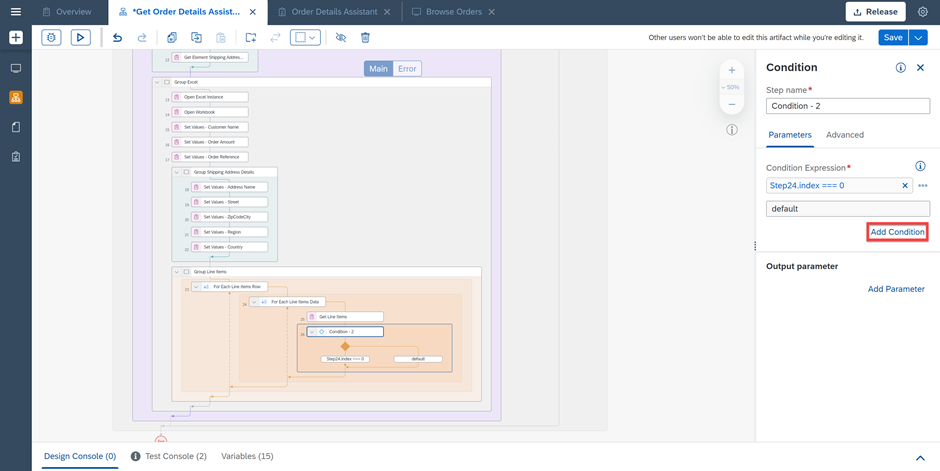 Overview
*Get Order Details Assist...
Order Details Assistant
Browse Orders
Release
Other users won't be able to edit this artifact while you're editing it.
Save
Main
Error
50%
12
Get Element Shipping Addres...
Group Excel
13
Open Excel Instance
14
Open Workbook
15
Set Values - Customer Name
16
Set Values - Order Amount
17
Set Values - Order Reference
Group Shipping Address Details
18
Set Values - Address Name
19
Set Values - Street
20
Set Values - ZipCodeCity
21
Set Values - Region
22
Set Values - Country
Group Line Items
23
For Each Line Items Row
24
For Each Line Items Data
25
Get Line Items
26
Condition - 2
Step24.index === 0
default
Condition
Step name*
Condition - 2
Parameters
Advanced
Condition Expression*
Step24.index === 0
default
Add Condition
Output parameter
Add Parameter
Design Console (0)
Test Console (2)
Variables (15)